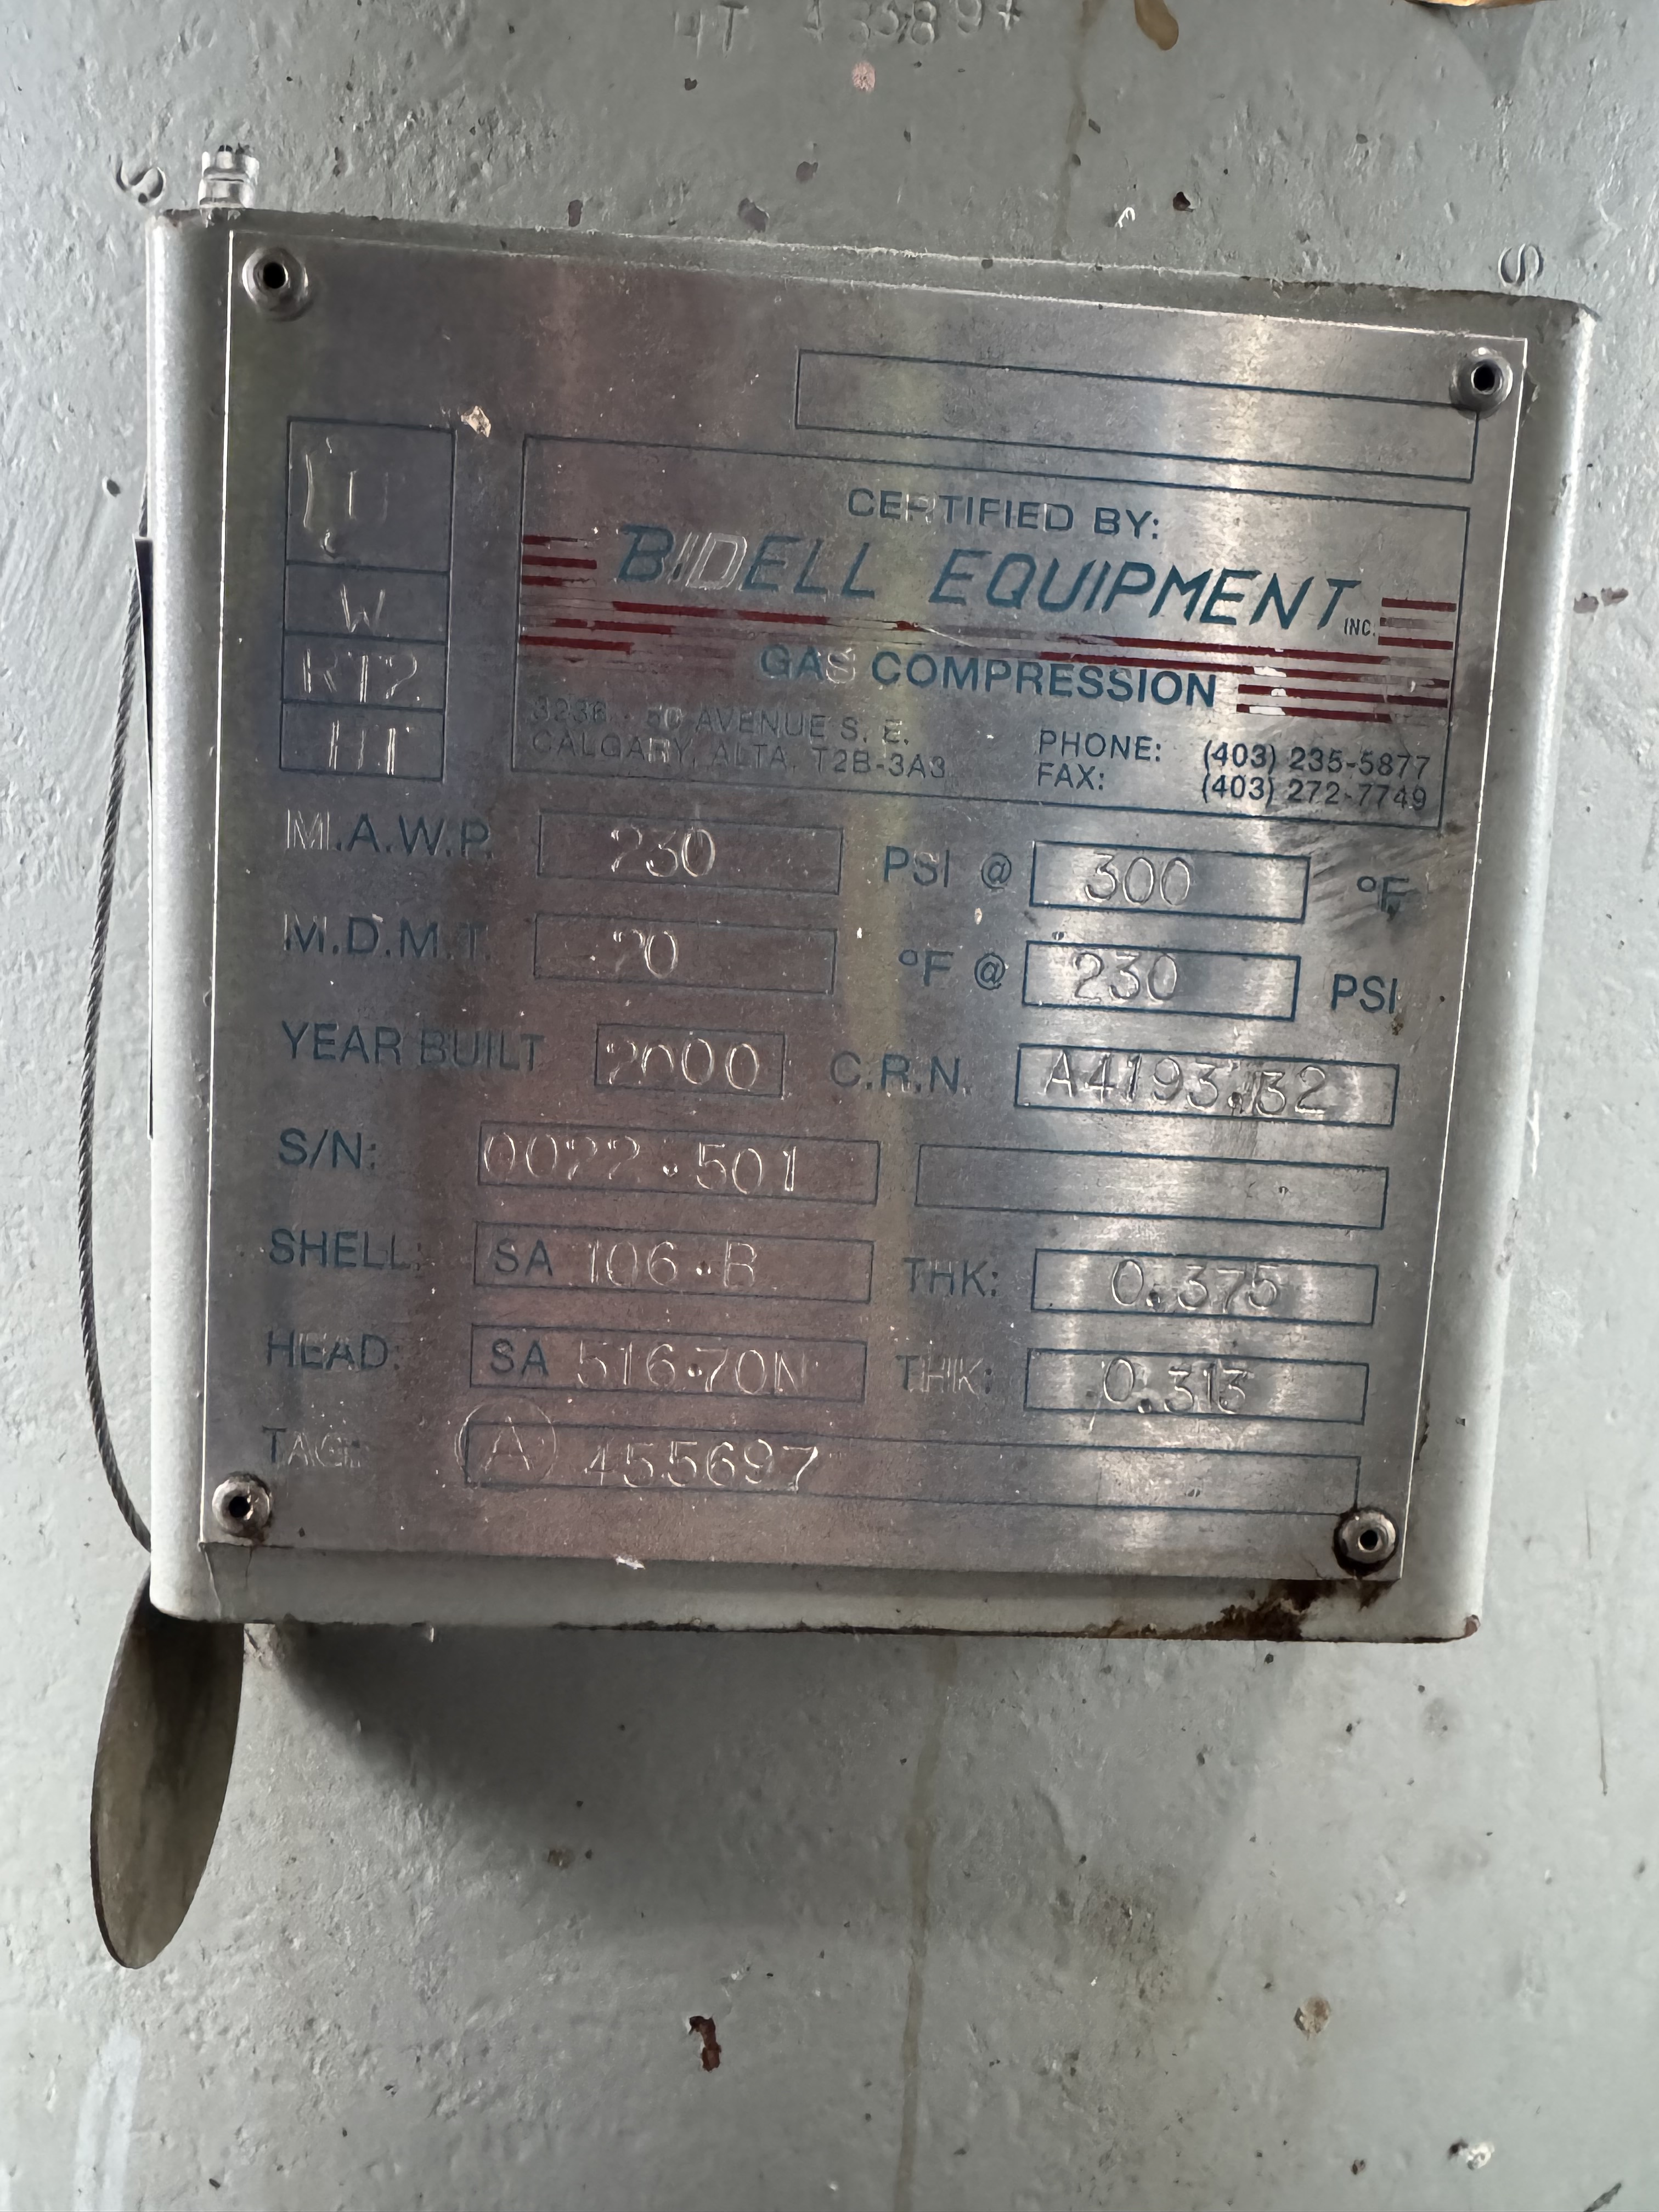 S
S
W
RT2
HT
CERTIFIED BY:
BIDELL EQUIPMENT INC.
GAS COMPRESSION
3236 - 50 AVENUE S. E.
CALGARY, ALTA. T2B-3A3
PHONE: (403) 235-5877
FAX: (403) 272-7749
M.A.W.P. 230 PSI @ 300 °F
M.D.M.T. 20 °F @ 230 PSI
YEAR BUILT 2000 C.R.N. A4193.32
S/N: 0022.501
SHELL: SA 106.B THK: 0.375
HEAD: SA 516.70N THK: 0.313
TAG: A 455697